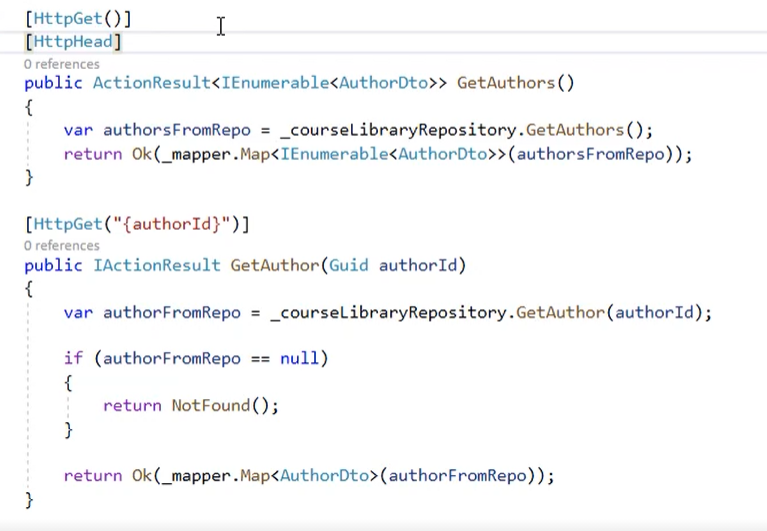 [HttpGet()]
[HttpHead]
0 references
public ActionResult<IEnumerable<AuthorDto>> GetAuthors()
{
var authorsFromRepo = _courseLibraryRepository.GetAuthors();
return Ok(_mapper.Map<IEnumerable<AuthorDto>>(authorsFromRepo));
}
[HttpGet("{authorId}")]
0 references
public IActionResult GetAuthor(Guid authorId)
{
var authorFromRepo = _courseLibraryRepository.GetAuthor(authorId);
if (authorFromRepo == null)
{
return NotFound();
}
return Ok(_mapper.Map<AuthorDto>(authorFromRepo));
}